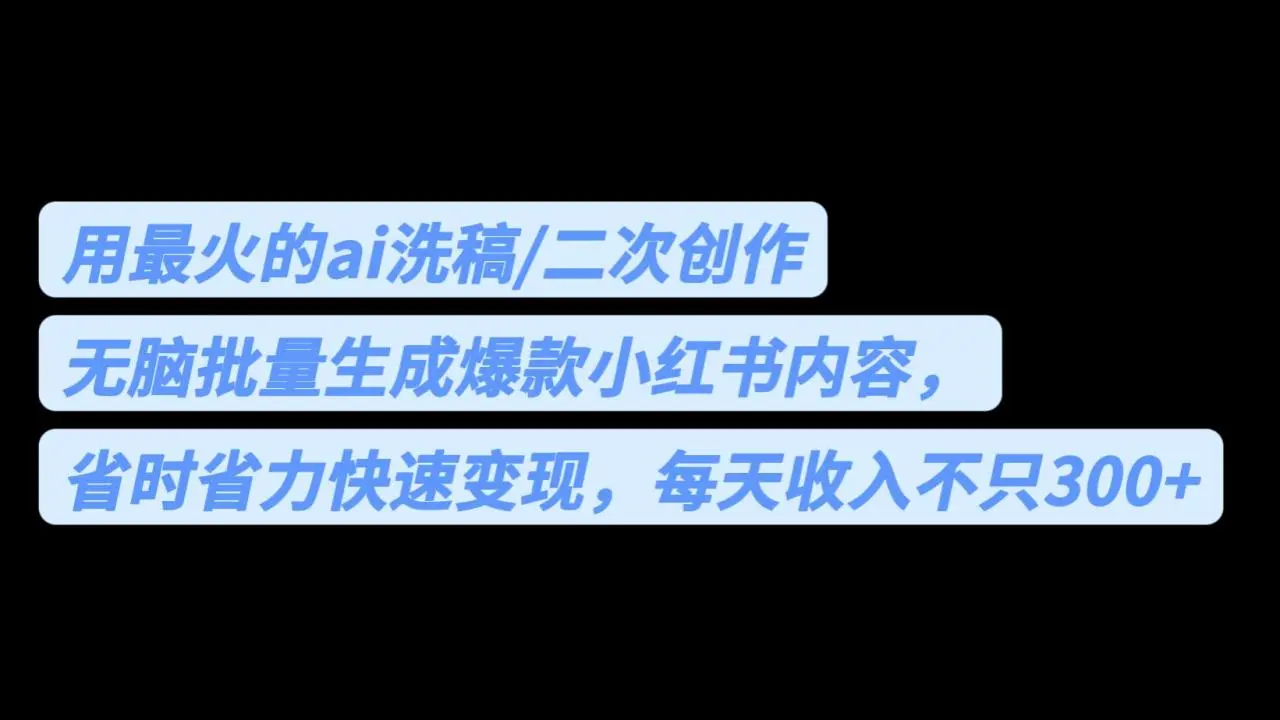 用最火的ai洗稿/二次创作
无脑批量生成爆款小红书内容，
省时省力快速变现，每天收入不只300+